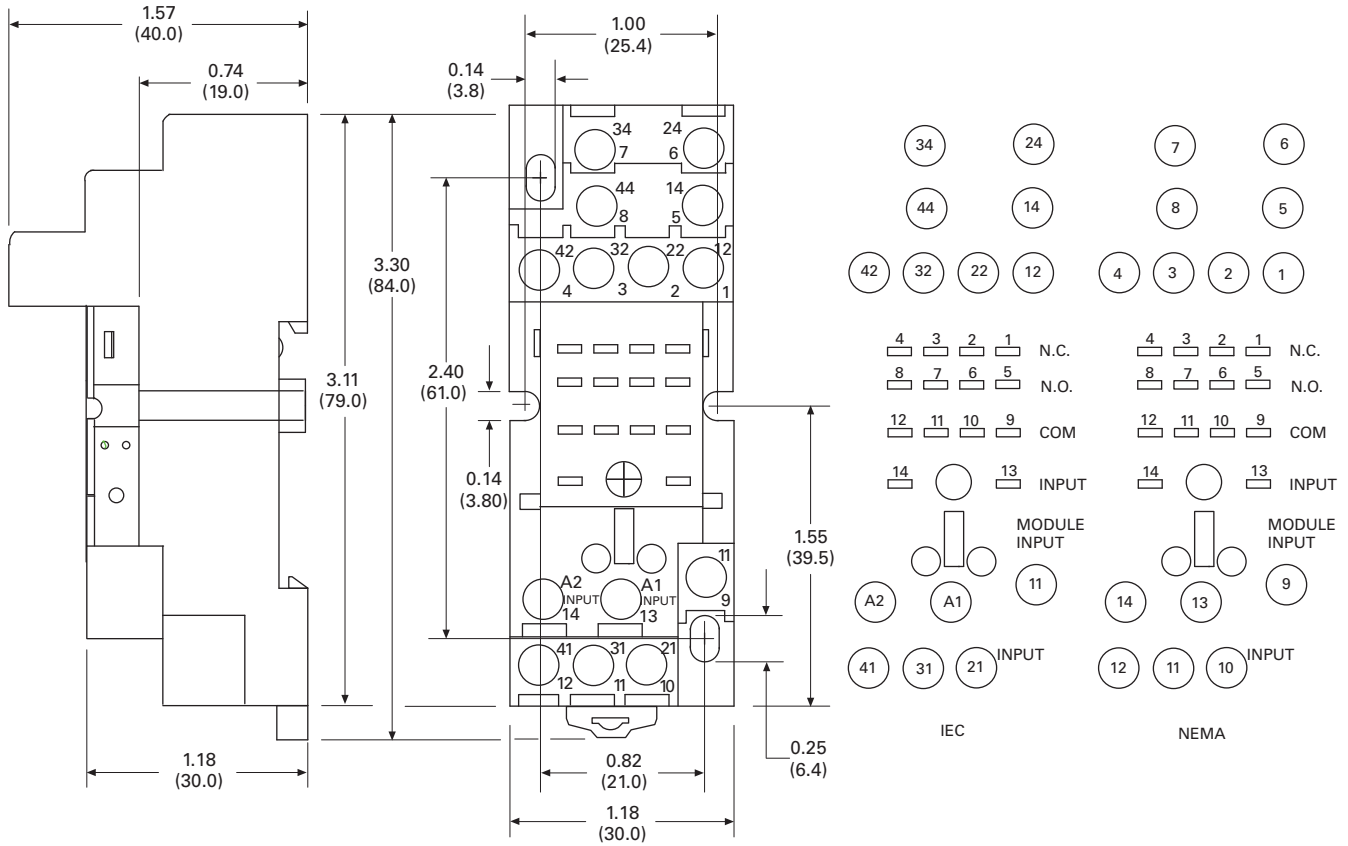 1.57
(40.0)
0.74
(19.0)
3.11
(79.0)
3.30
(84.0)
1.18
(30.0)
1.00
(25.4)
0.14
(3.8)
34 24
7 6
44 14
8 5
42 32 22 12
4 3 2 1
2.40
(61.0)
0.14
(3.80)
1.55
(39.5)
11
9
A2 A1
INPUT INPUT
14 13
41 31 21
12 11 10
0.25
(6.4)
0.82
(21.0)
1.18
(30.0)
34 24
44 14
42 32 22 12
4 3 2 1 N.C.
8 7 6 5 N.O.
12 11 10 9 COM
14 13 INPUT
MODULE
INPUT
11
A2 A1
41 31 21 INPUT
IEC
7 6
8 5
4 3 2 1
4 3 2 1 N.C.
8 7 6 5 N.O.
12 11 10 9 COM
14 13 INPUT
MODULE
INPUT
9
14 13
12 11 10 INPUT
NEMA